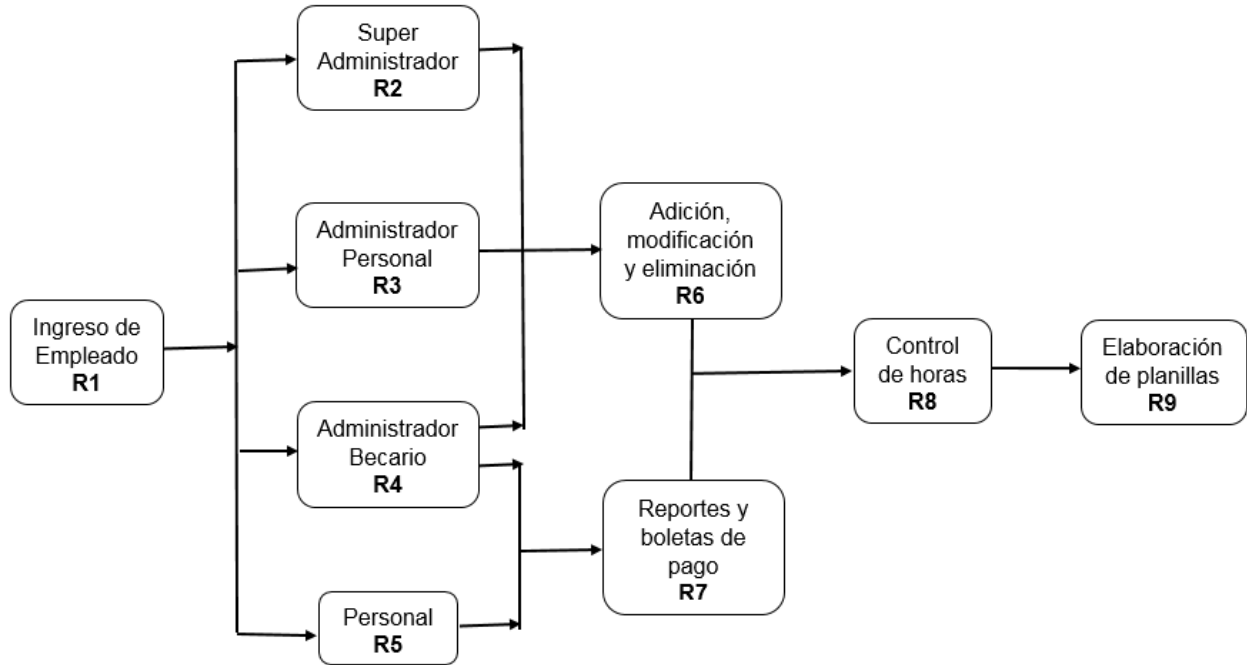 Super
Administrador
R2
Administrador
Personal
R3
Adición,
modificación
y eliminación
R6
Ingreso de
Empleado
R1
Control
de horas
R8
Elaboración
de planillas
R9
Administrador
Becario
R4
Reportes y
boletas de
pago
R7
Personal
R5